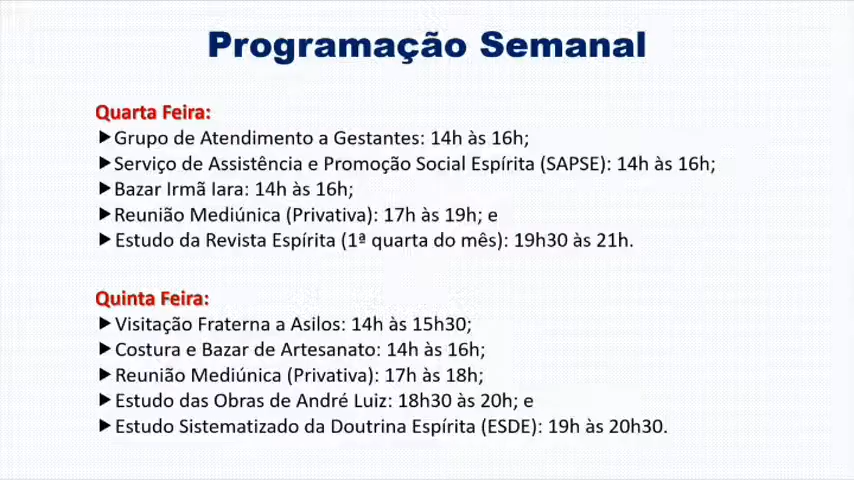 Programação Semanal
Quarta Feira:
▶Grupo de Atendimento a Gestantes: 14h às 16h;
▶Serviço de Assistência e Promoção Social Espírita (SAPSE): 14h às 16h;
▶Bazar Irmã Iara: 14h às 16h;
▶Reunião Mediúnica (Privativa): 17h às 19h; e
▶Estudo da Revista Espírita (1ª quarta do mês): 19h30 às 21h.
Quinta Feira:
▶Visitação Fraterna a Asilos: 14h às 15h30;
▶Costura e Bazar de Artesanato: 14h às 16h;
▶Reunião Mediúnica (Privativa): 17h às 18h;
▶Estudo das Obras de André Luiz: 18h30 às 20h; e
▶Estudo Sistematizado da Doutrina Espírita (ESDE): 19h às 20h30.